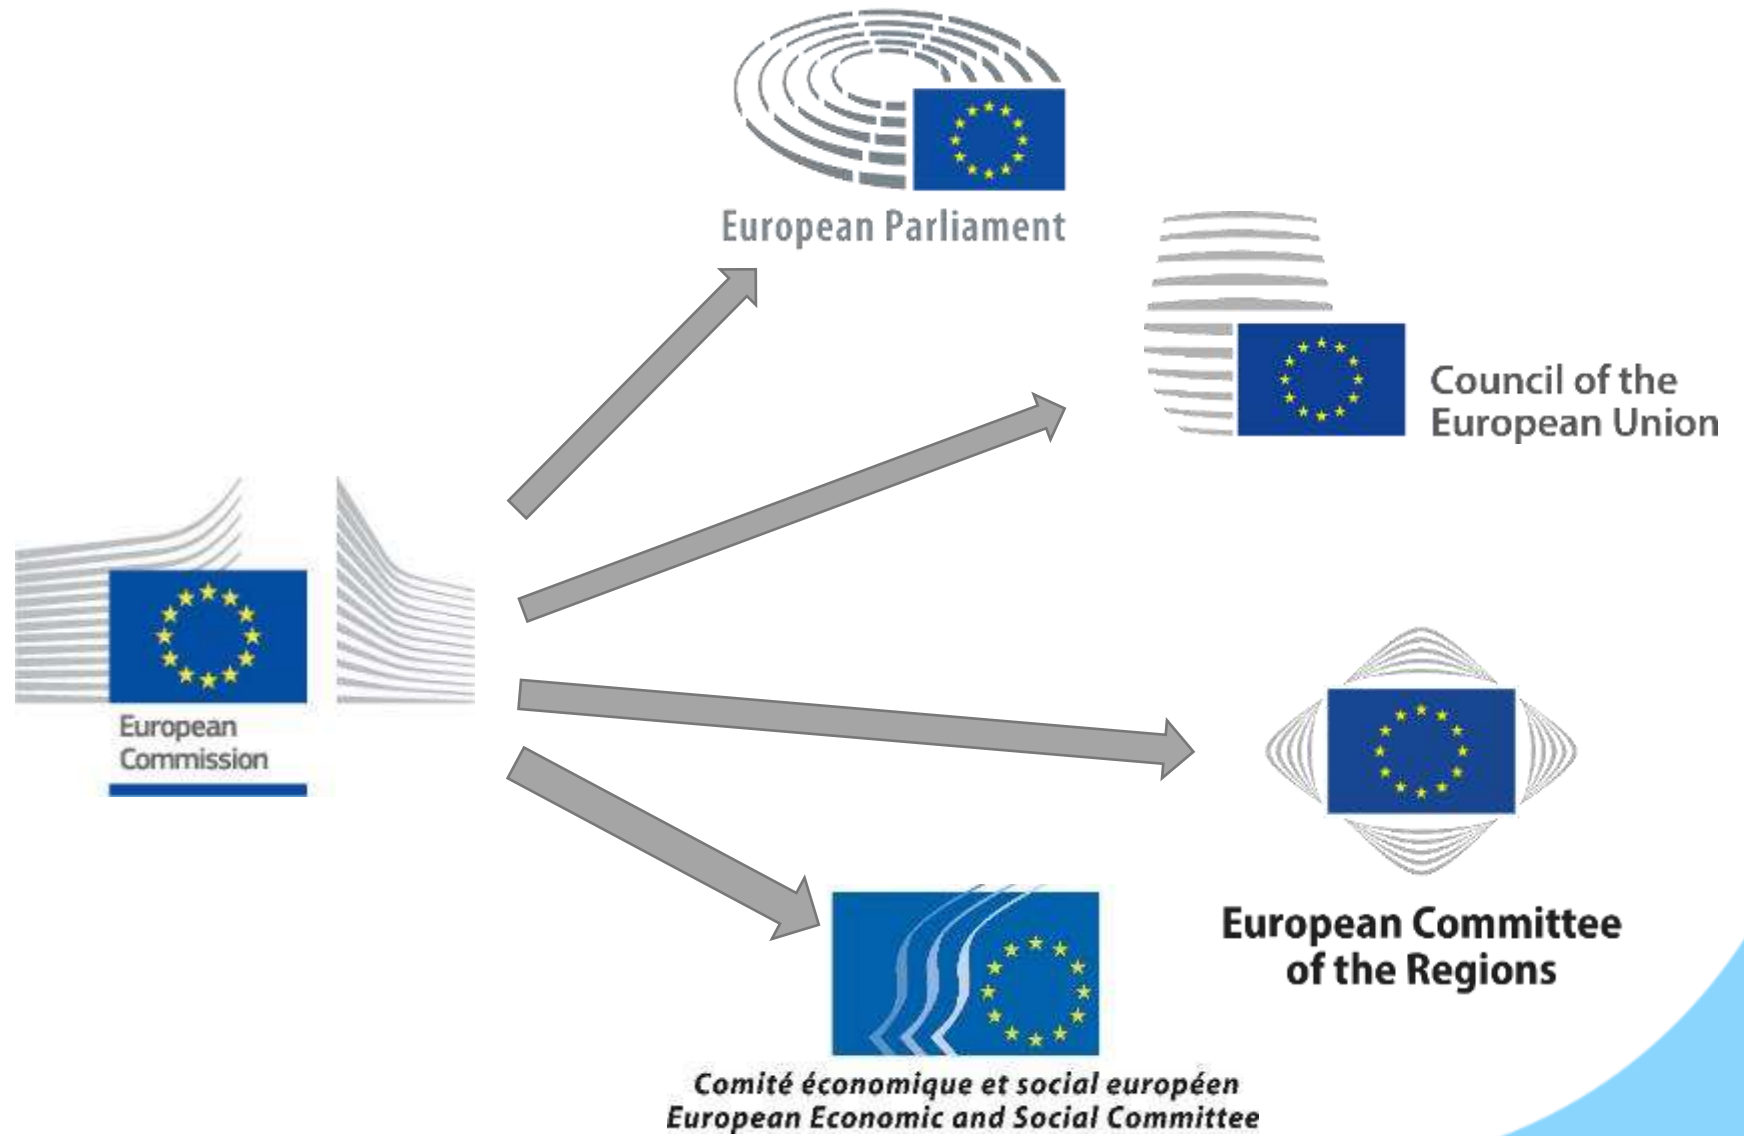 European Parliament
Council of the
European Union
European
Commission
European Committee
of the Regions
Comité économique et social européen
European Economic and Social Committee